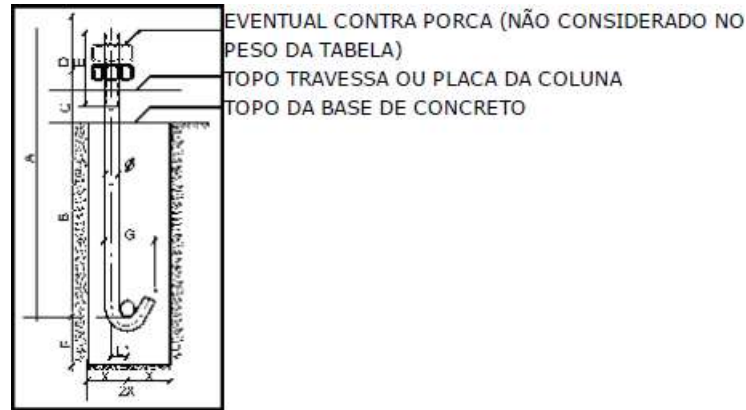 EVENTUAL CONTRA PORCA (NÃO CONSIDERADO NO
PESO DA TABELA)
TOPO TRAVESSA OU PLACA DA COLUNA
TOPO DA BASE DE CONCRETO
D
E
C
A
Ø
B
G
F
L
X X
2X